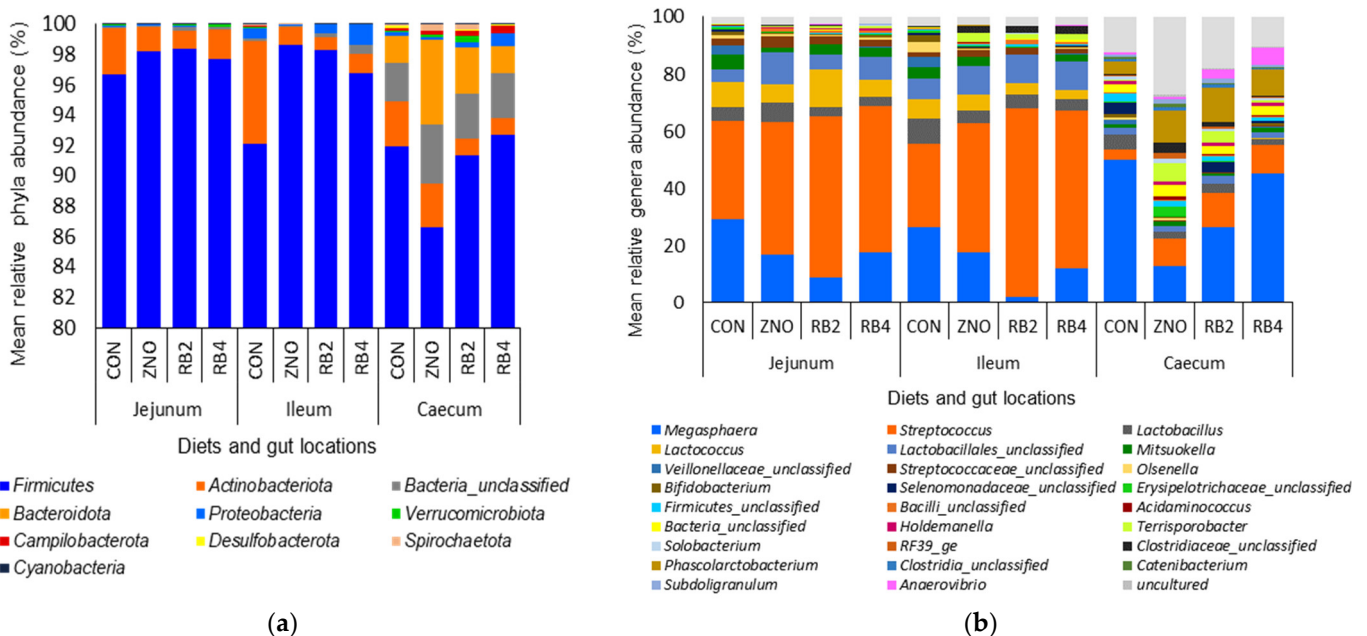 Mean relative phyla abundance (%)
100
98
96
94
92
90
88
86
84
82
80
CON ZNO RB2 RB4 CON ZNO RB2 RB4 CON ZNO RB2 RB4
Jejunum Ileum Caecum
Diets and gut locations
Firmicutes Actinobacteriota Bacteria_unclassified
Bacteroidota Proteobacteria Verrucomicrobiota
Campilobacterota Desulfobacterota Spirochaetota
Cyanobacteria
(a)
Mean relative genera abundance (%)
100
80
60
40
20
0
CON ZNO RB2 RB4 CON ZNO RB2 RB4 CON ZNO RB2 RB4
Jejunum Ileum Caecum
Diets and gut locations
Megasphaera Streptococcus Lactobacillus
Lactococcus Lactobacillales_unclassified Mitsuokella
Veillonellaceae_unclassified Streptococcaceae_unclassified Olsenella
Bifidobacterium Selenomonadaceae_unclassified Erysipelotrichaceae_unclassified
Firmicutes_unclassified Bacilli_unclassified Acidaminococcus
Bacteria_unclassified Holdemanella Terrisporobacter
Solobacterium RF39_ge Clostridiaceae_unclassified
Phascolarctobacterium Clostridia_unclassified Catenibacterium
Subdoligranulum Anaerovibrio uncultured
(b)